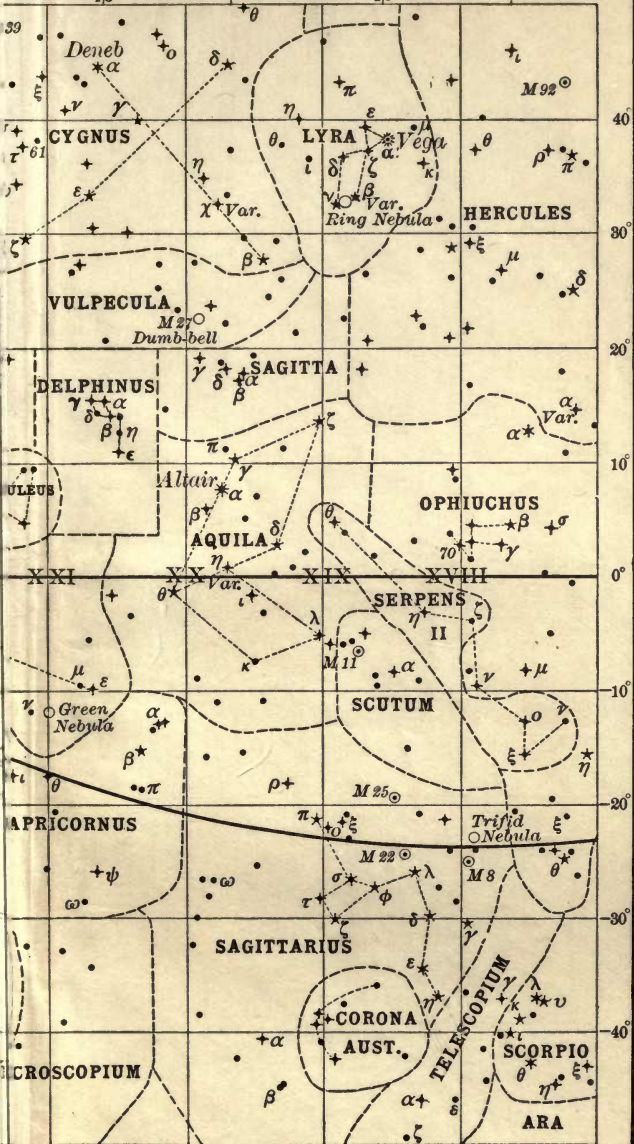 39
θ
Deneb
α
ο
δ
ι
ξ
ν
γ
π
M 92
η
ε
μ
40°
CYGNUS
LYRA
Vega
τ 61
θ
α
θ
ρ
π
ι
δ
ζ
κ
η
ε
χ Var.
γ
β
Var.
Ring Nebula
HERCULES
ζ
30°
β
ξ
μ
δ
VULPECULA
M 27
Dumb-bell
20°
DELPHINUS
γ
SAGITTA
δ
α
β
γ
α
δ
β
η
ε
α
Var.
ζ
α
π
γ
10°
Altair
α
ULEUS
OPHIUCHUS
β
θ
β
σ
AQUILA
δ
70
γ
η
XXI
XX
XIX
XVIII
0°
Var.
θ
ι
SERPENS
ζ
η
II
λ
M 11
κ
α
μ
μ
ε
ν
10°
ν
Green
Nebula
α
SCUTUM
ο
ν
β
ξ
η
ι
θ
π
ρ
M 25
20°
APRICORNUS
π
ο
ξ
Trifid
Nebula
ξ
M 22
M 8
θ
ψ
ω
σ
λ
φ
ω
τ
30°
ζ
δ
γ
SAGITTARIUS
ε
η
TELESCOPIUM
γ
λ
υ
CORONA
κ
AUST.
α
ι
40°
CROSCOPIUM
SCORPIO
θ
ξ
β
η
α
δ
ARA
ζ